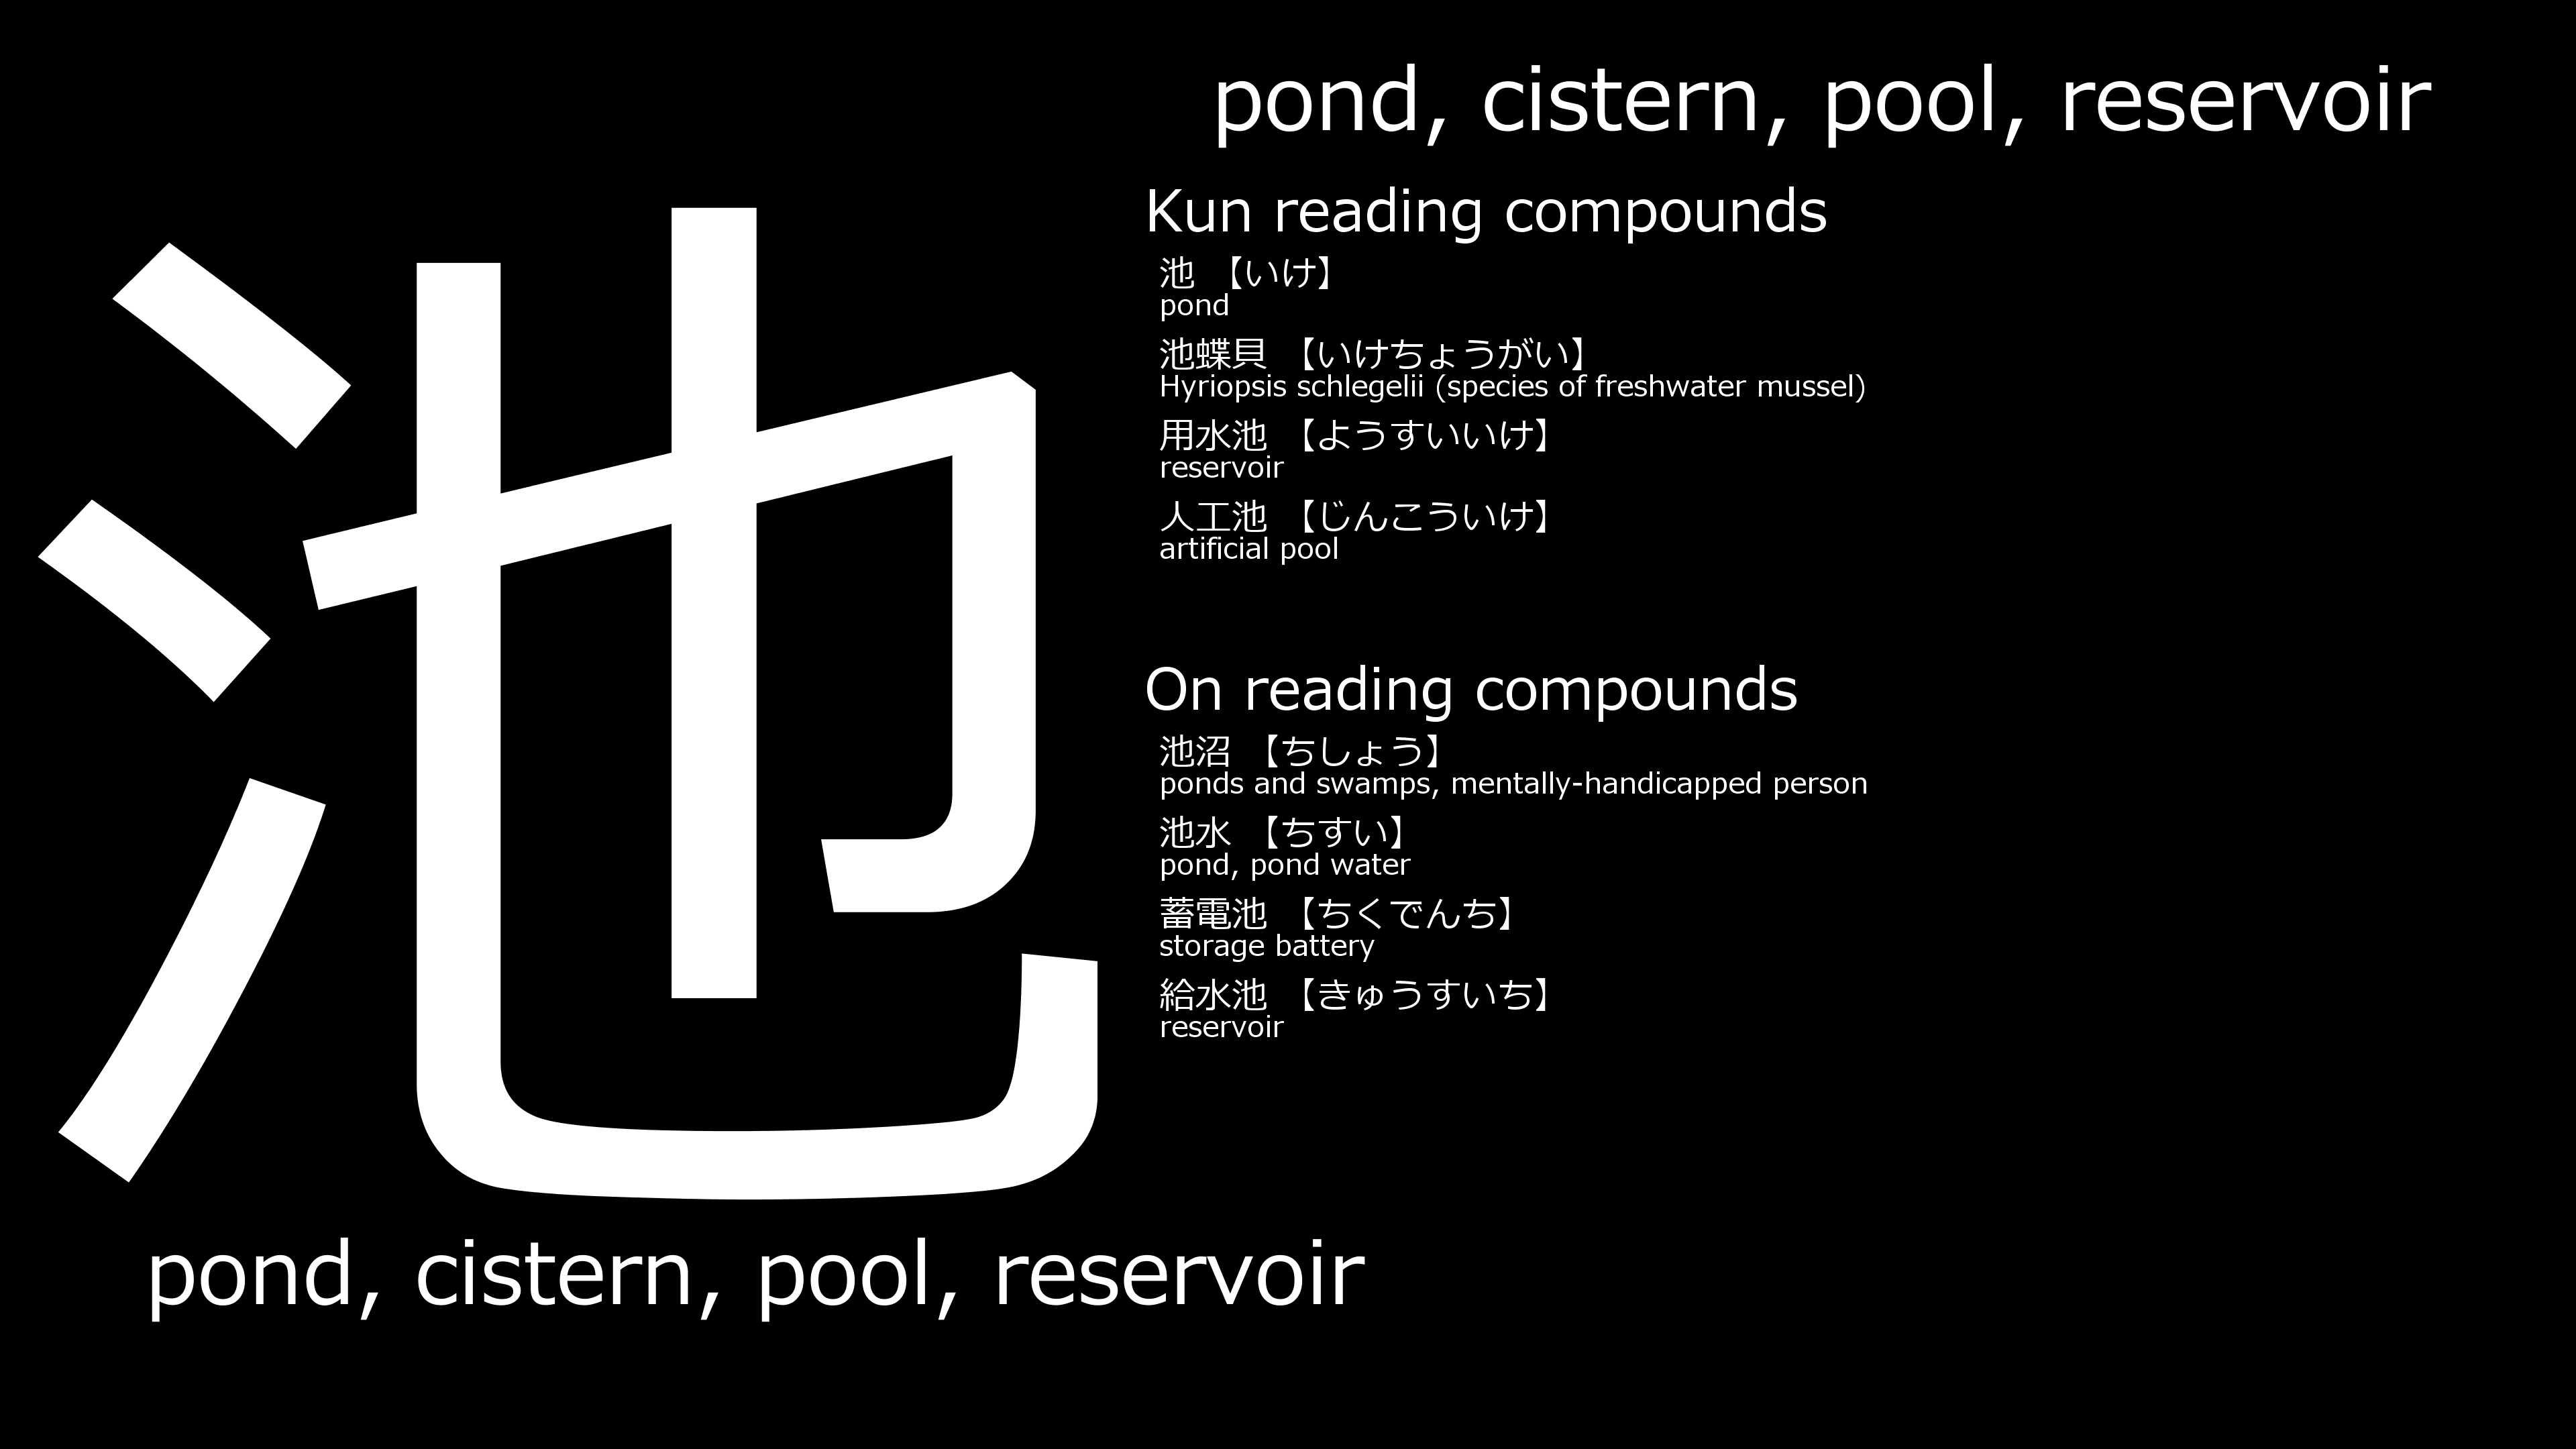 池
pond, cistern, pool, reservoir
pond, cistern, pool, reservoir
Kun reading compounds
池 【いけ】
pond
池蝶貝 【いけちょうがい】
Hyriopsis schlegelii (species of freshwater mussel)
用水池 【ようすいいけ】
reservoir
人工池 【じんこういけ】
artificial pool
On reading compounds
池沼 【ちしょう】
ponds and swamps, mentally-handicapped person
池水 【ちすい】
pond, pond water
蓄電池 【ちくでんち】
storage battery
給水池 【きゅうすいち】
reservoir